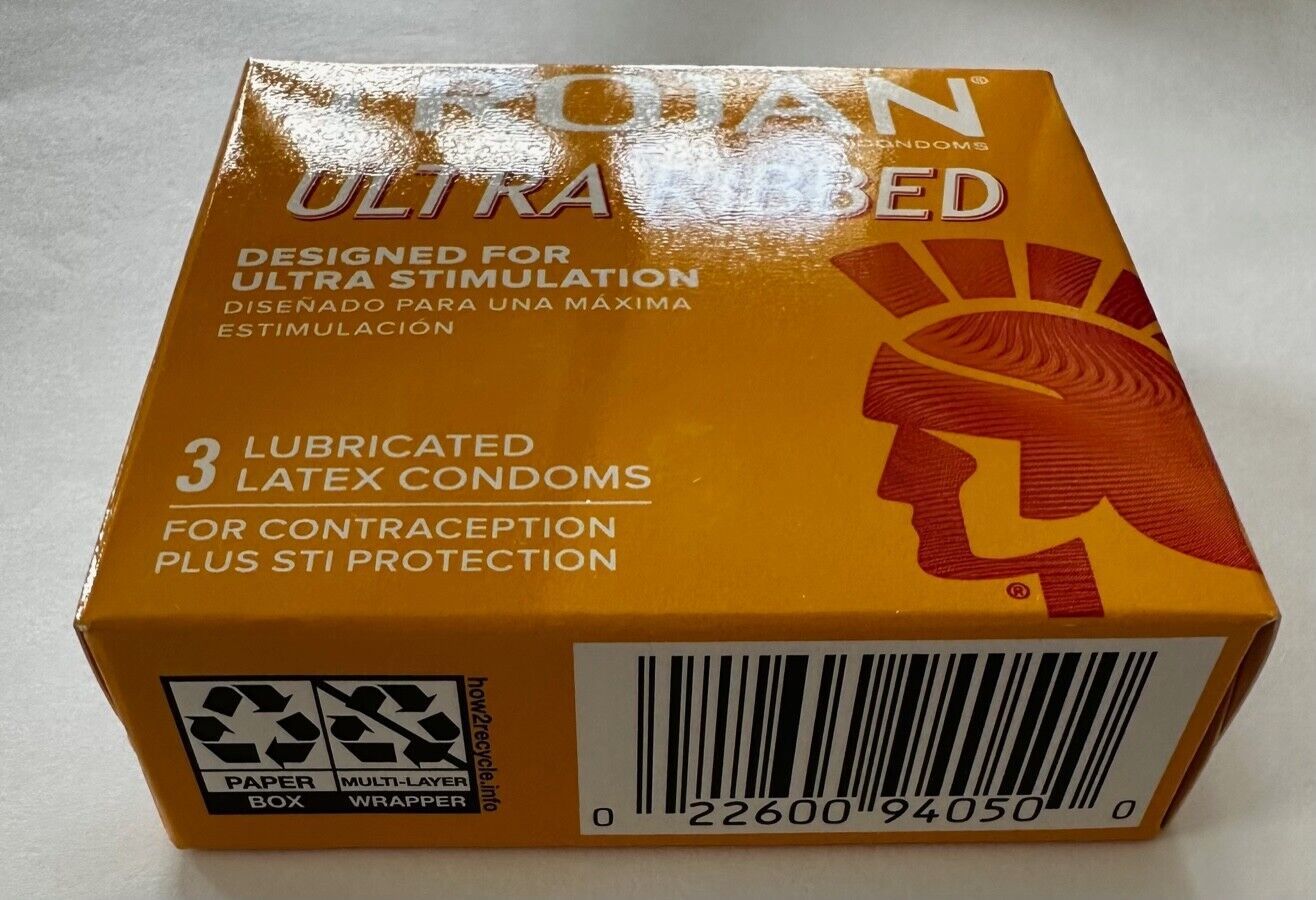 TROJAN®
CONDOMS
ULTRA RIBBED
DESIGNED FOR
ULTRA STIMULATION
DISEÑADO PARA UNA MÁXIMA
ESTIMULACIÓN
3 LUBRICATED
LATEX CONDOMS
FOR CONTRACEPTION
PLUS STI PROTECTION
®
PAPER
BOX
MULTI-LAYER
WRAPPER
how2recycle.info
0 22600 94050 0